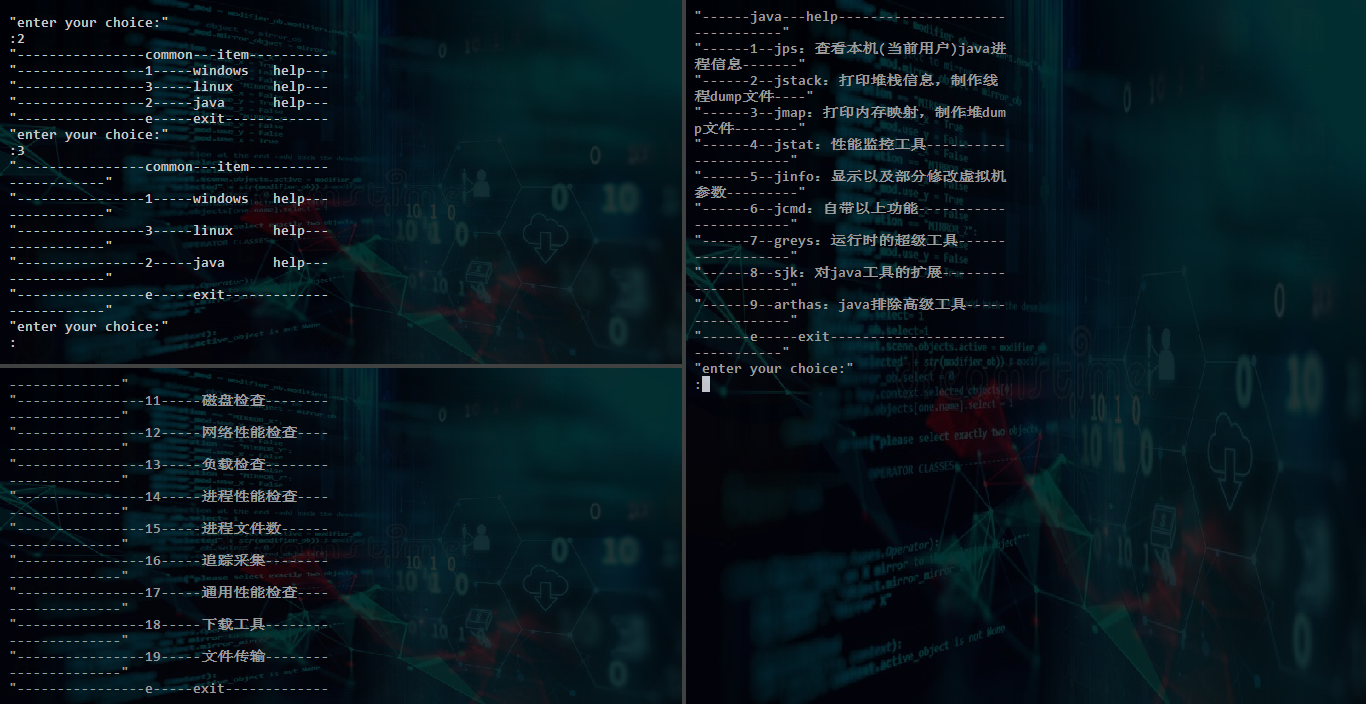 "enter your choice:"
:2
"----------------common---item----------
"----------------1-----windows   help---
"----------------3-----linux     help---
"----------------2-----java      help---
"----------------e-----exit-------------
"enter your choice:"
:3
"----------------common---item----------
------------"
"----------------1-----windows   help---
------------"
"----------------3-----linux     help---
------------"
"----------------2-----java      help---
------------"
"----------------e-----exit-------------
------------"
"enter your choice:"
:
--------------"
"----------------11-----磁盘检查--------
--------------"
"----------------12-----网络性能检查----
--------------"
"----------------13-----负载检查--------
--------------"
"----------------14-----进程性能检查----
--------------"
"----------------15-----进程文件数------
--------------"
"----------------16-----追踪采集--------
--------------"
"----------------17-----通用性能检查----
--------------"
"----------------18-----下载工具--------
--------------"
"----------------19-----文件传输--------
--------------"
"----------------e-----exit-------------
"------java---help---------------------
-----------"
"------1--jps：查看本机(当前用户)java进
程信息-------"
"------2--jstack：打印堆栈信息，制作线
程dump文件----"
"------3--jmap：打印内存映射，制作堆dum
p文件--------"
"------4--jstat：性能监控工具----------
------------"
"------5--jinfo：显示以及部分修改虚拟机
参数---------"
"------6--jcmd：自带以上功能-----------
------------"
"------7--greys：运行时的超级工具------
------------"
"------8--sjk：对java工具的扩展--------
------------"
"------9--arthas：java排除高级工具-----
------------"
"------e-----exit----------------------
-----------"
"enter your choice:"
: